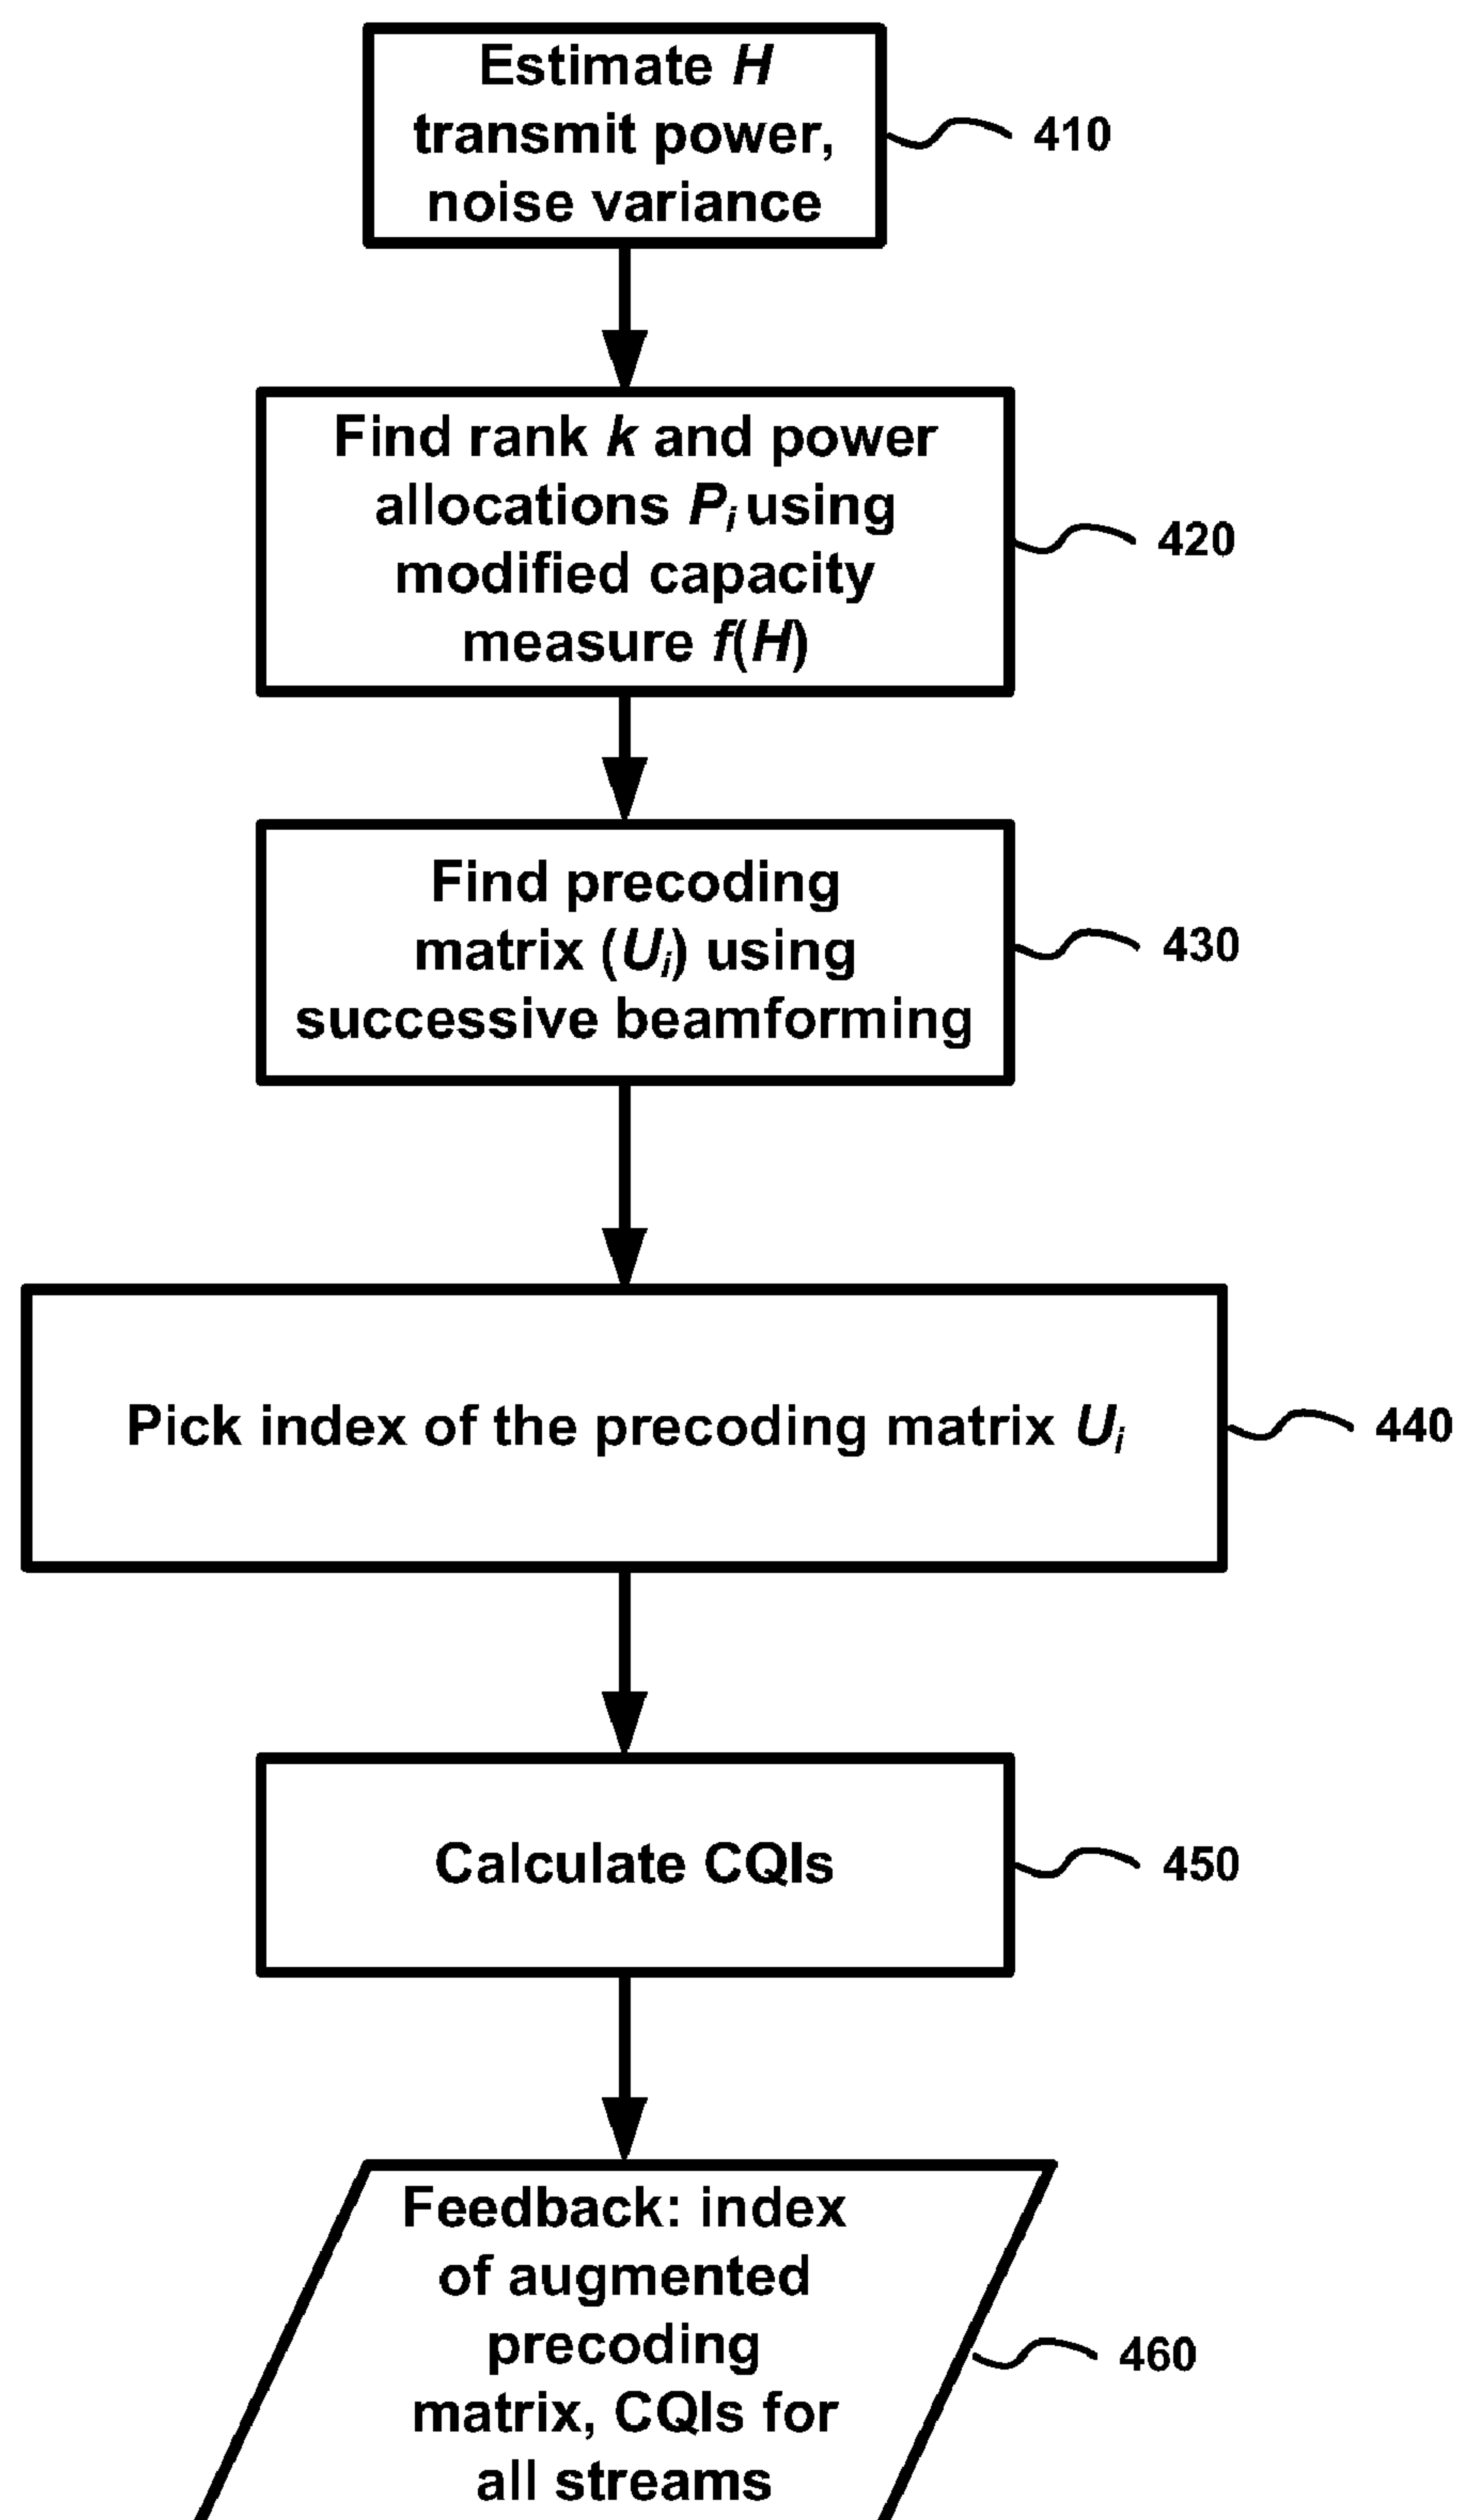 Estimate H
transmit power,
noise variance
410
Find rank k and power
allocations Pi using
modified capacity
measure f(H)
420
Find precoding
matrix (Ui) using
successive beamforming
430
Pick index of the precoding matrix Ui
440
Calculate CQIs
450
Feedback: index
of augmented
precoding
matrix, CQIs for
all streams
460